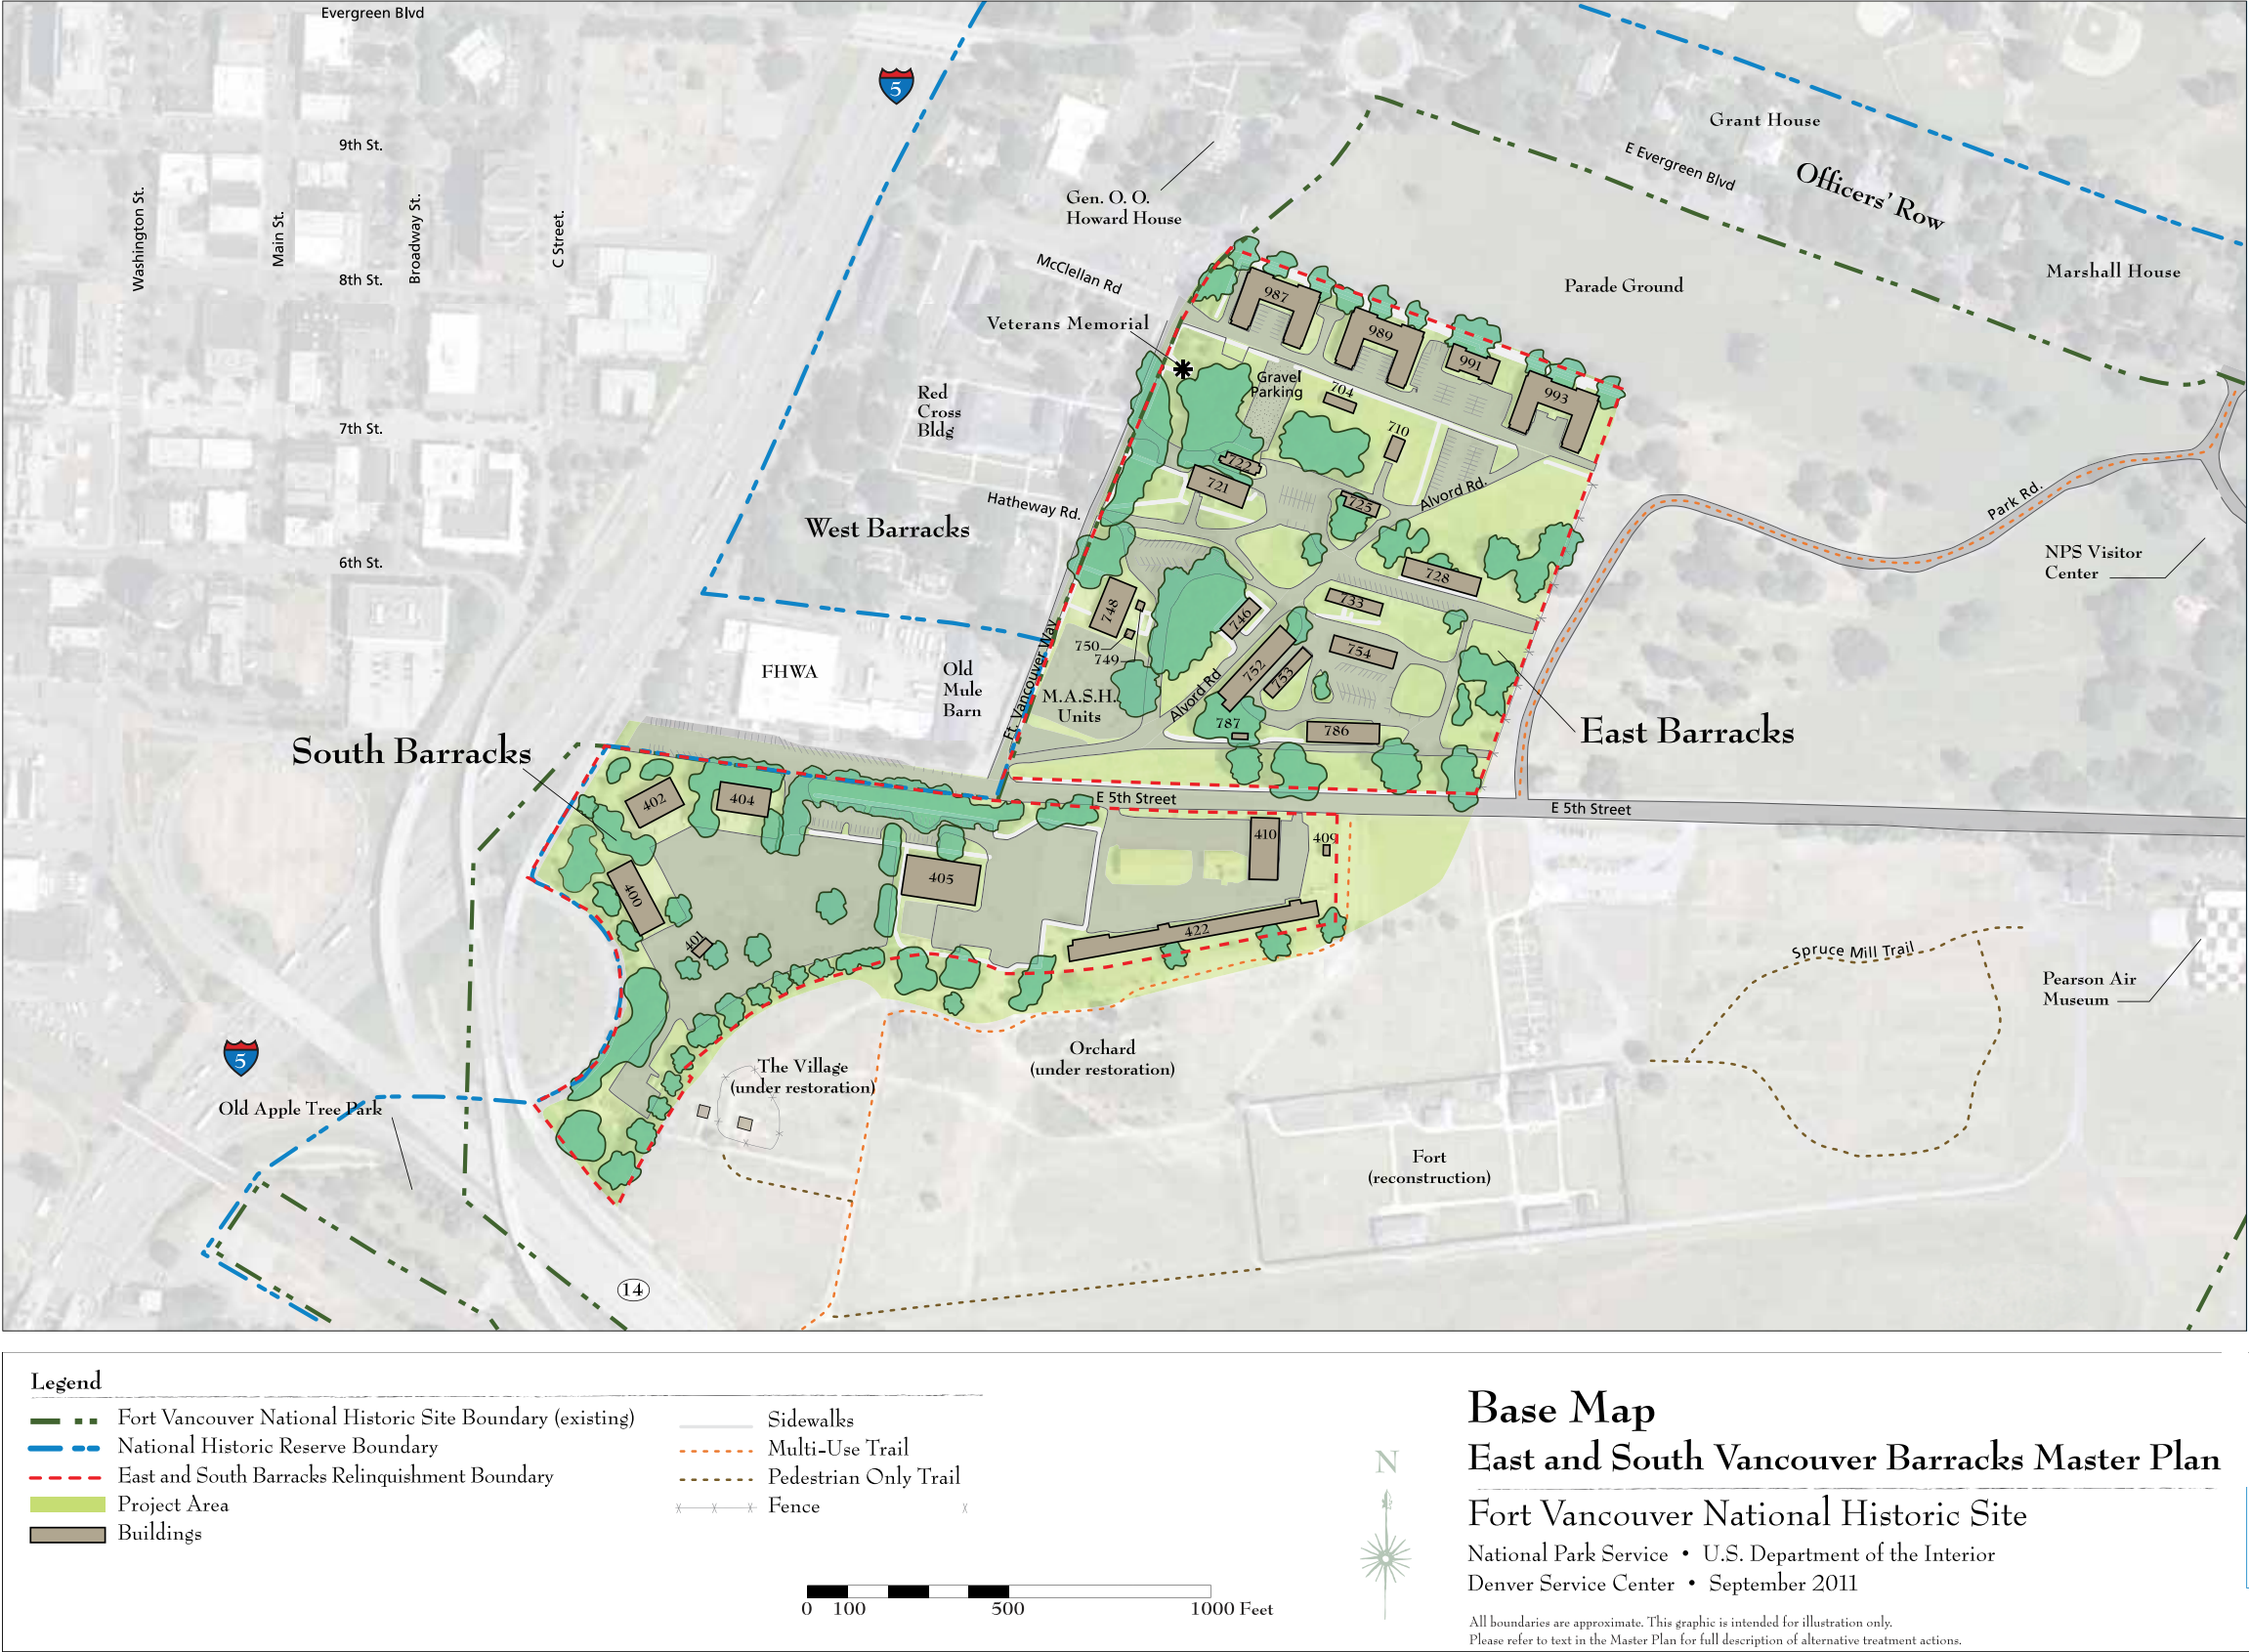 Evergreen Blvd
5
9th St.
Grant House
E Evergreen Blvd
Officers' Row
Washington St.
Main St.
Broadway St.
C Street.
Gen. O. O.
Howard House
8th St.
McClellan Rd
Marshall House
Parade Ground
987
Veterans Memorial
989
991
Gravel
Parking
704
993
Red
Cross
Bldg
7th St.
710
722
721
725
Alvord Rd.
Hatheway Rd.
Park Rd.
West Barracks
NPS Visitor
Center
6th St.
728
748
733
746
750
749
754
752
753
FHWA
Old
Mule
Barn
Ft. Vancouver Way
M.A.S.H.
Units
Alvord Rd
787
786
East Barracks
South Barracks
402
404
E 5th Street
E 5th Street
410
409
405
400
401
422
Spruce Mill Trail
Pearson Air
Museum
5
The Village
(under restoration)
Orchard
(under restoration)
Old Apple Tree Park
Fort
(reconstruction)
14
Legend
Fort Vancouver National Historic Site Boundary (existing)
National Historic Reserve Boundary
East and South Barracks Relinquishment Boundary
Project Area
Buildings
Sidewalks
Multi-Use Trail
Pedestrian Only Trail
Fence
0 100 500 1000 Feet
N
Base Map
East and South Vancouver Barracks Master Plan
Fort Vancouver National Historic Site
National Park Service • U.S. Department of the Interior
Denver Service Center • September 2011
All boundaries are approximate. This graphic is intended for illustration only.
Please refer to text in the Master Plan for full description of alternative treatment actions.